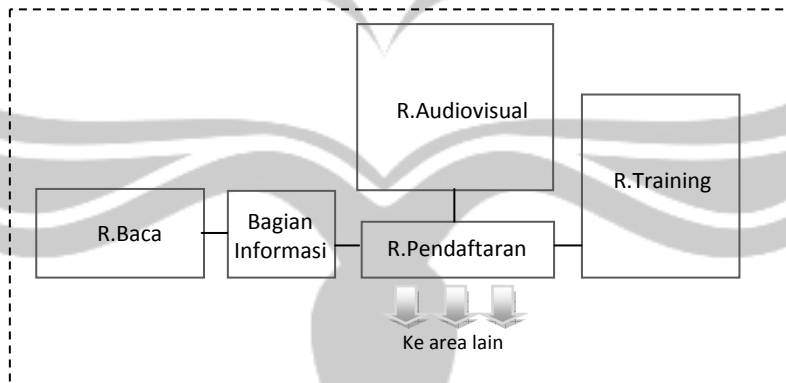 R.Audiovisual
R.Training
R.Baca
Bagian
Informasi
R.Pendaftaran
Ke area lain